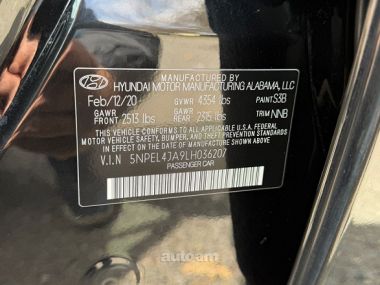 MANUFACTURED BY
HYUNDAI MOTOR MANUFACTURING ALABAMA, LLC
Feb/12/20 GVWR 4354 lbs PAINT S3B
GAWR FRONT 2513 lbs GAWR REAR 2315 lbs TRIM NNB
THIS VEHICLE CONFORMS TO ALL APPLICABLE U.S. FEDERAL
MOTOR VEHICLE SAFETY, BUMPER, AND THEFT PREVENTION
STANDARDS IN EFFECT ON THE DATE OF MANUFACTURE SHOWN ABOVE.
V.I.N 5NPEL4JA9LH036207
PASSENGER CAR
auto.am